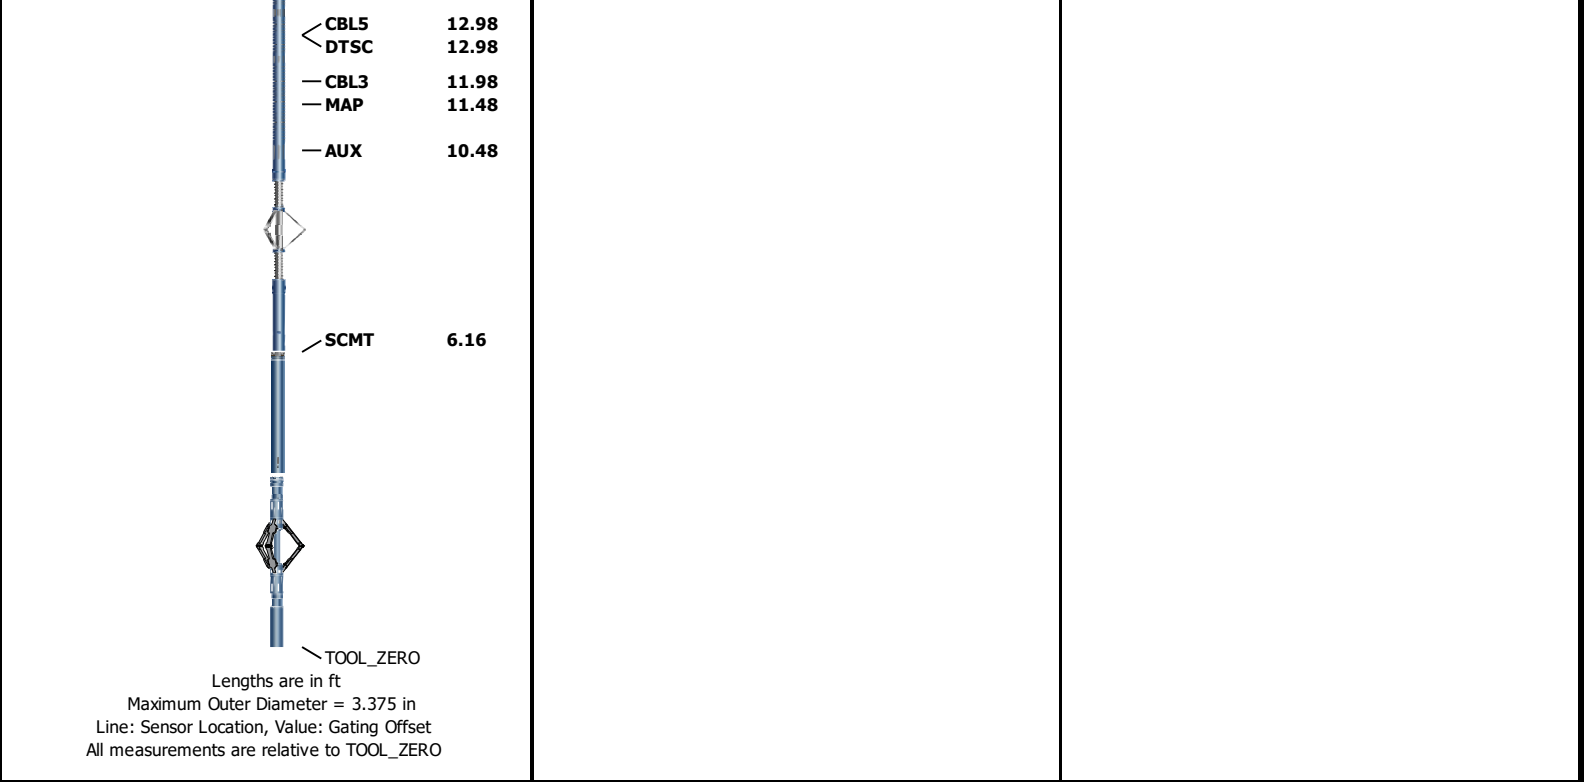 CBL5 12.98
DTSC 12.98
CBL3 11.98
MAP 11.48
AUX 10.48
SCMT 6.16
TOOL_ZERO
Lengths are in ft
Maximum Outer Diameter = 3.375 in
Line: Sensor Location, Value: Gating Offset
All measurements are relative to TOOL_ZERO